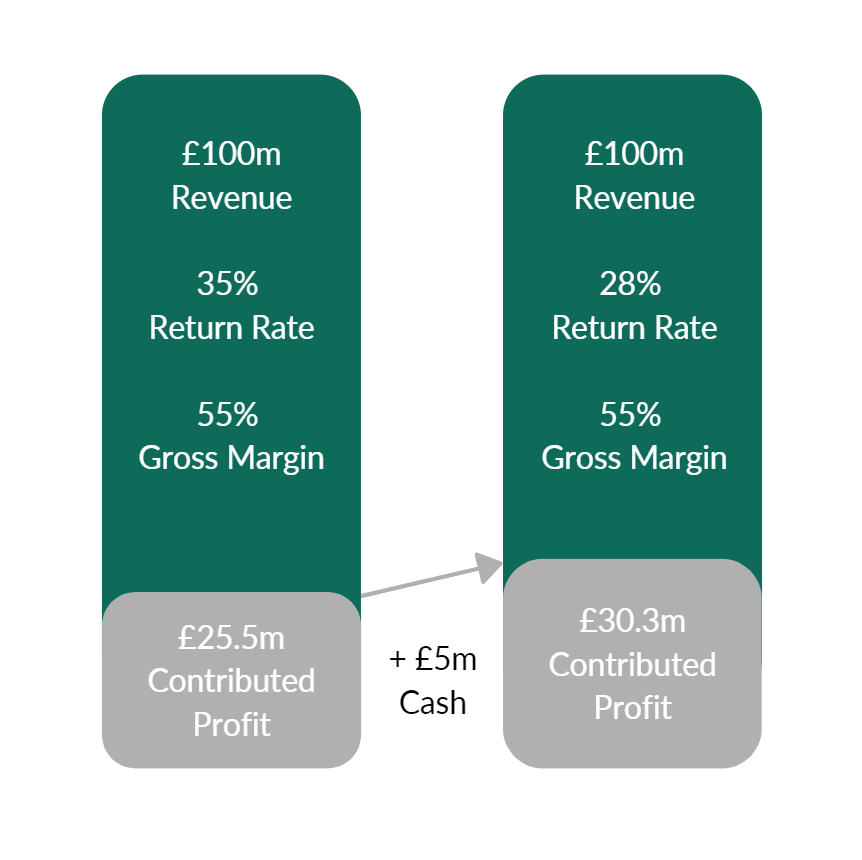 £100m
Revenue
35%
Return Rate
55%
Gross Margin
£25.5m
Contributed
Profit
+ £5m
Cash
£100m
Revenue
28%
Return Rate
55%
Gross Margin
£30.3m
Contributed
Profit